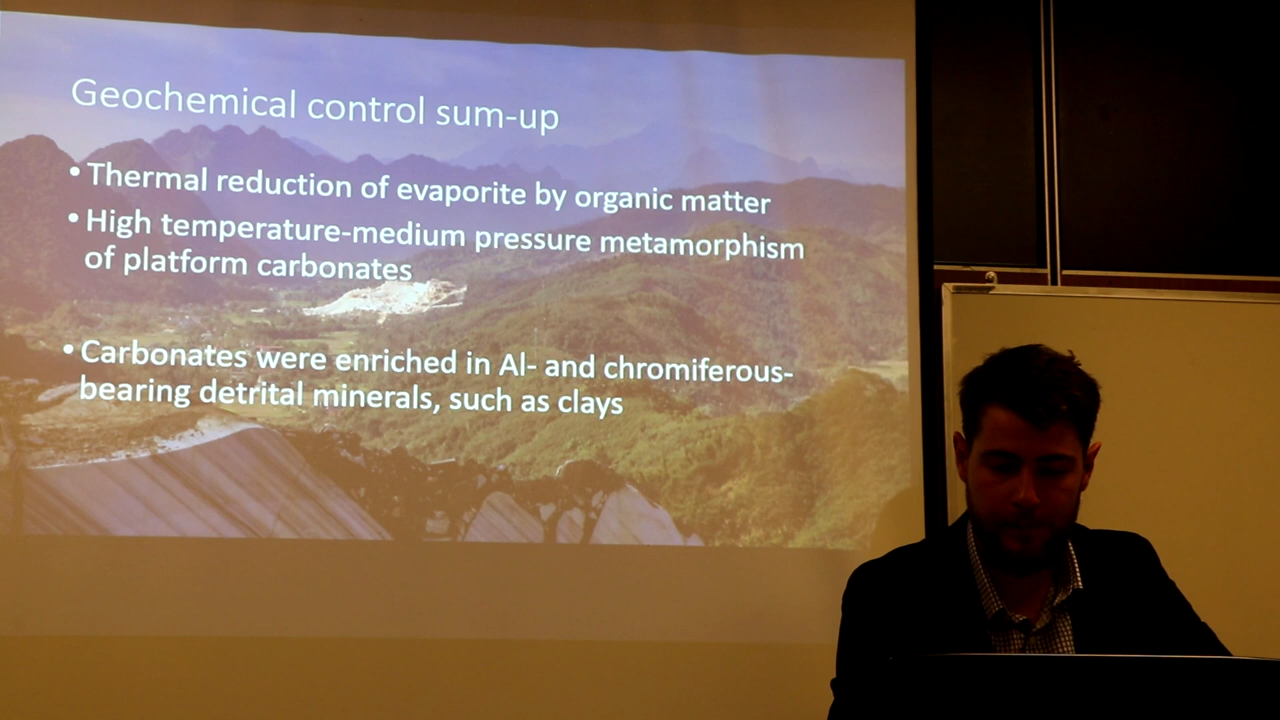 Geochemical control sum-up
• Thermal reduction of evaporite by organic matter
• High temperature-medium pressure metamorphism
of platform carbonates
• Carbonates were enriched in Al- and chromiferous-
bearing detrital minerals, such as clays